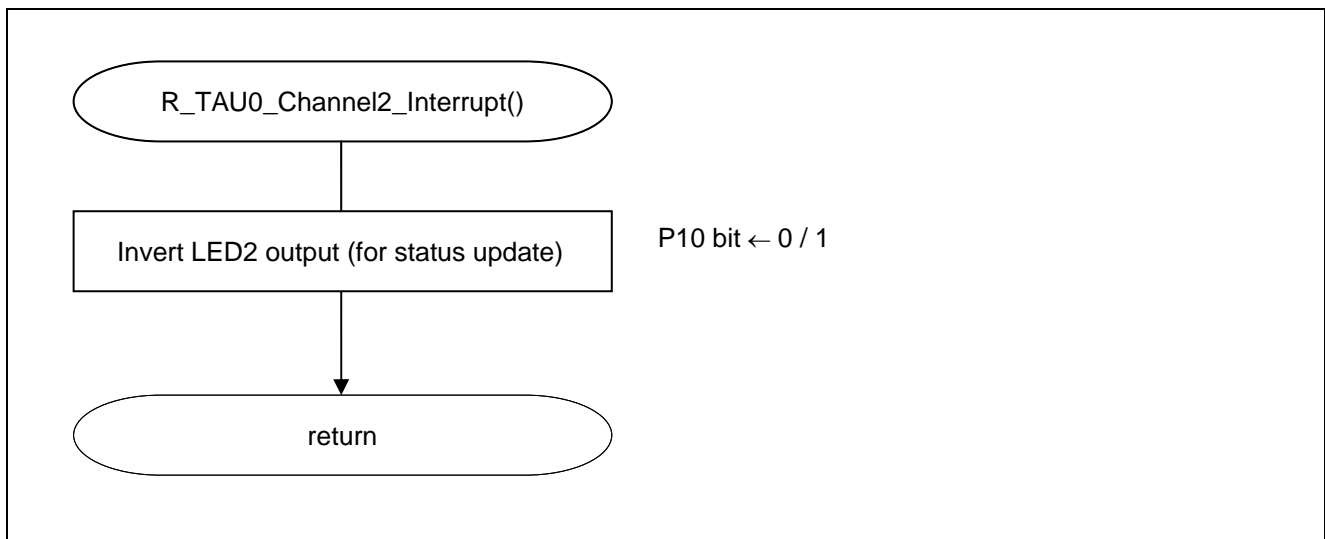 R_TAU0_Channel2_Interrupt()
Invert LED2 output (for status update)
P10 bit ← 0 / 1
return